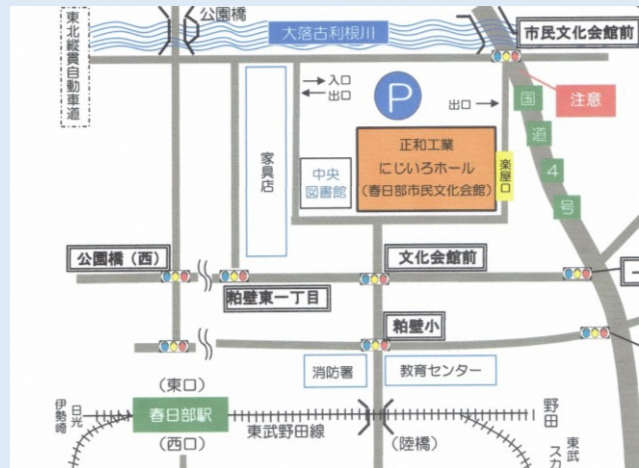 公園橋
大落古利根川
市民文化会館前
東北縦貫自動車道
入口
出口
P
出口
注意
国道4号
正和工業
にじいろホール
(春日部市民文化会館)
楽屋口
中央
図書館
家具店
公園橋（西）
文化会館前
粕壁東一丁目
粕壁小
消防署
教育センター
(東口)
春日部駅
(西口)
日光
伊勢崎
東武野田線
(陸橋)
野田
東武
スカ